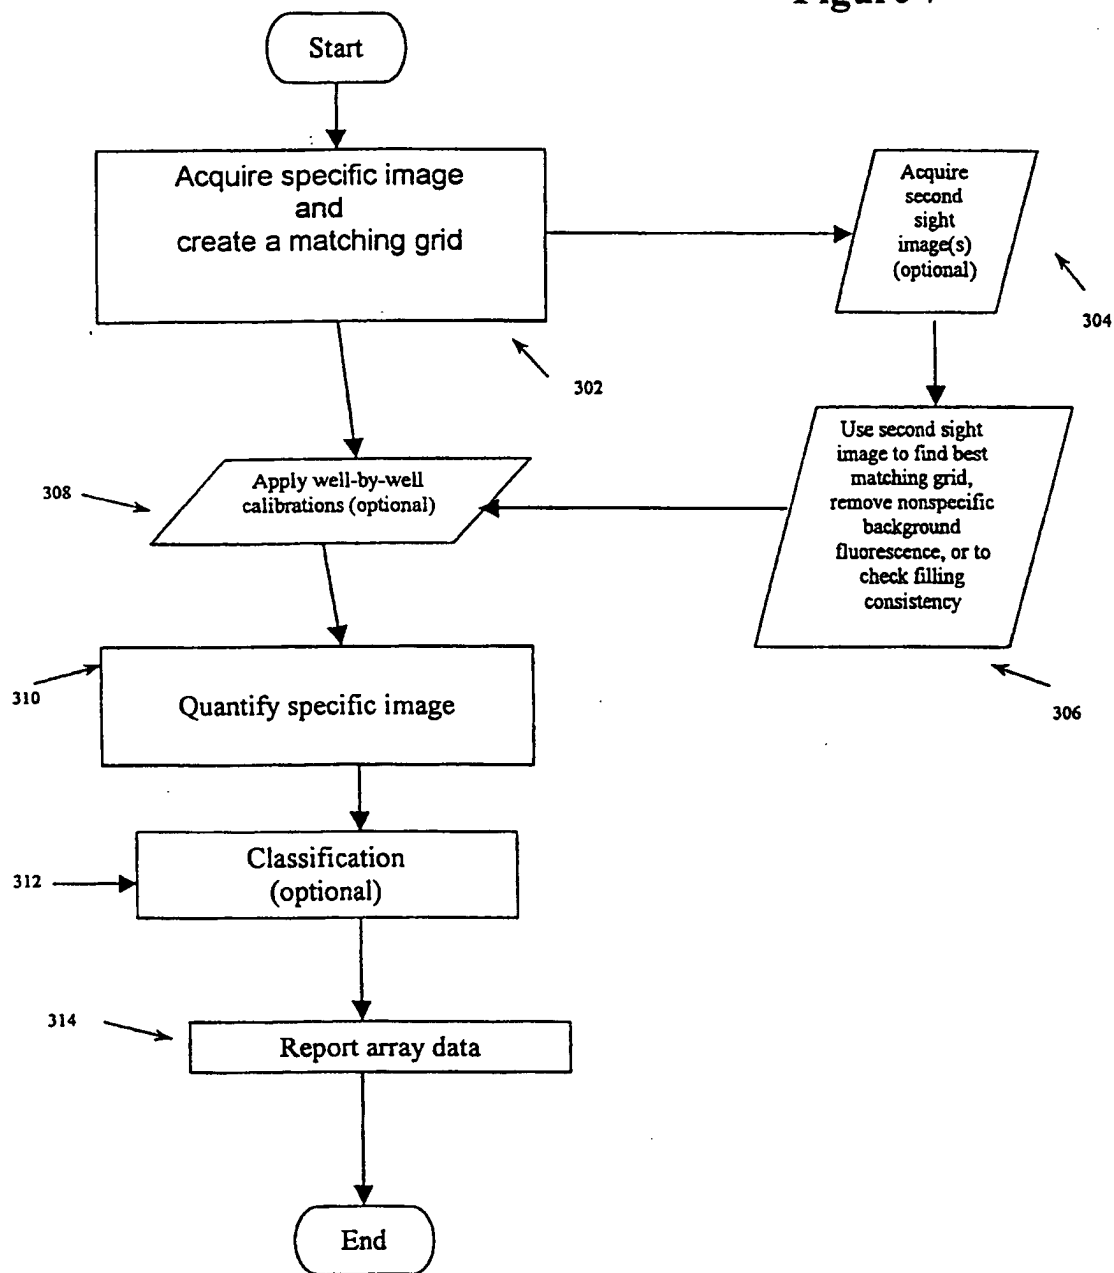 Start
Acquire specific image
and
create a matching grid
302
Acquire
second
sight
image(s)
(optional)
304
Use second sight
image to find best
matching grid,
remove nonspecific
background
fluorescence, or to
check filling
consistency
306
308
Apply well-by-well
calibrations (optional)
310
Quantify specific image
312
Classification
(optional)
314
Report array data
End